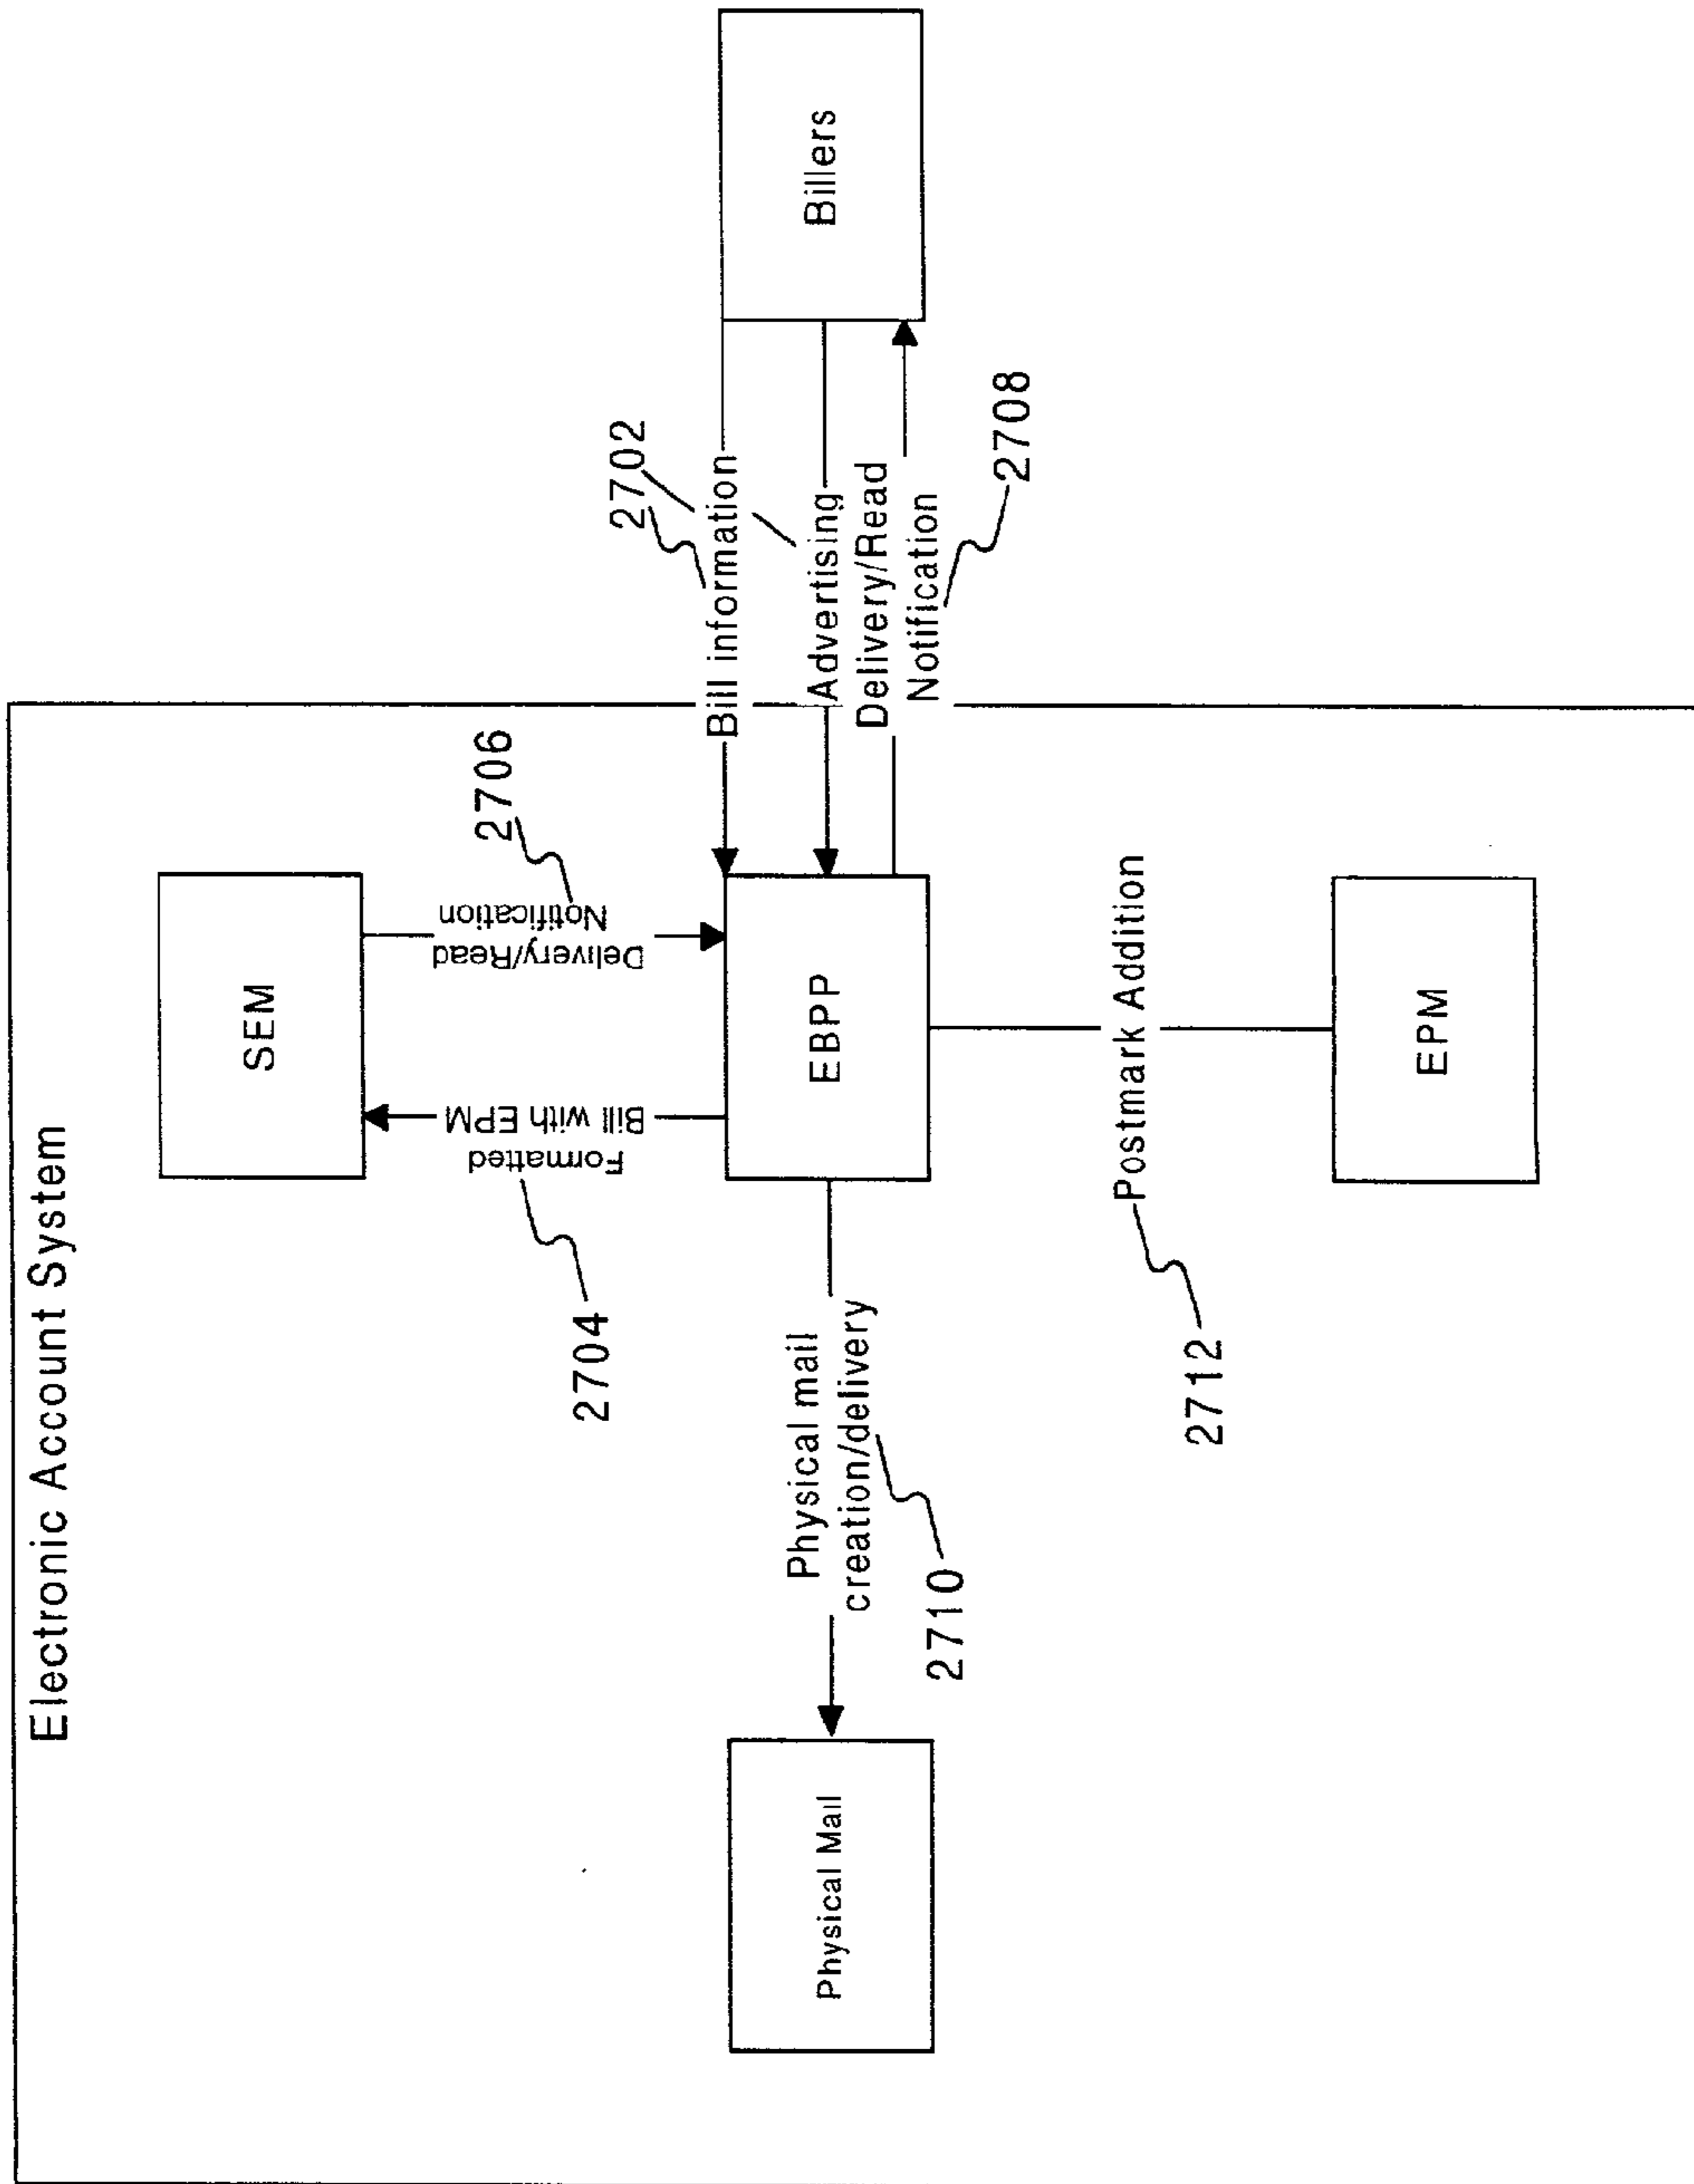 Electronic Account System
SEM
2704
Formatted
Bill with EPM
Delivery/Read
Notification
2706
2702
Bill information
Advertising
Delivery/Read
Notification
2708
Billers
EBPP
Physical mail
creation/delivery
2710
Physical Mail
Postmark Addition
2712
EPM